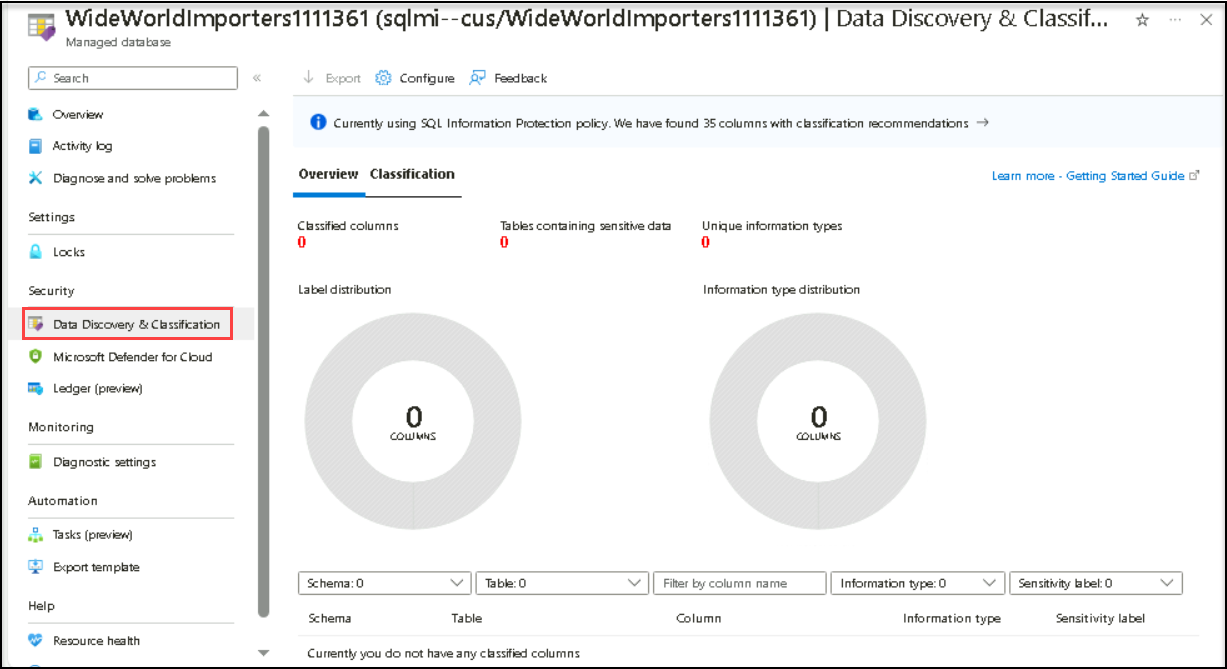 WideWorldImporters1111361 (sqlmi--cus/WideWorldImporters1111361) | Data Discovery & Classif...
Managed database
Search
Export Configure Feedback
Overview
Activity log
Diagnose and solve problems
Settings
Locks
Security
Data Discovery & Classification
Microsoft Defender for Cloud
Ledger (preview)
Monitoring
Diagnostic settings
Automation
Tasks (preview)
Export template
Help
Resource health
Currently using SQL Information Protection policy. We have found 35 columns with classification recommendations →
Overview Classification
Learn more - Getting Started Guide
Classified columns Tables containing sensitive data Unique information types
0 0 0
Label distribution Information type distribution
0 0
COLUMNS COLUMNS
Schema: 0 Table: 0 Filter by column name Information type: 0 Sensitivity label: 0
Schema Table Column Information type Sensitivity label
Currently you do not have any classified columns